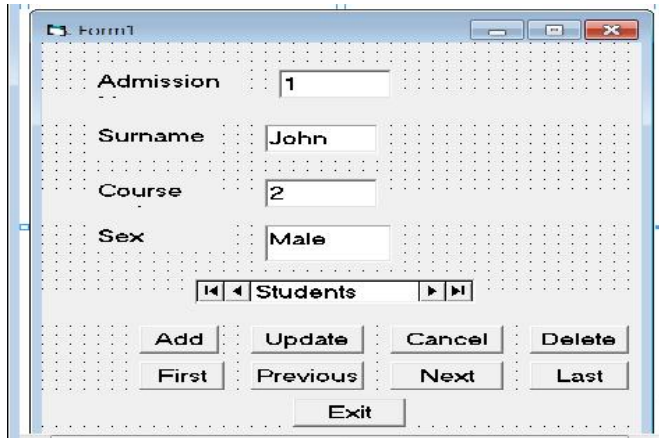 Form1
Admission 1
Surname John
Course 2
Sex Male
Students
Add Update Cancel Delete
First Previous Next Last
Exit